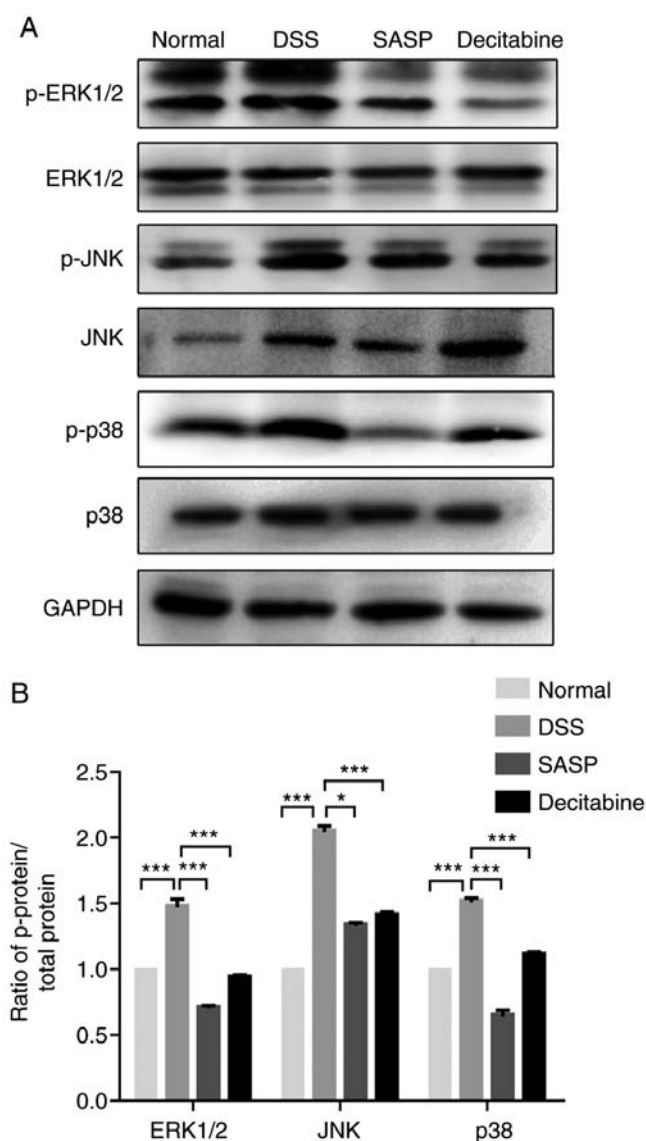 A
Normal DSS SASP Decitabine
p-ERK1/2
ERK1/2
p-JNK
JNK
p-p38
p38
GAPDH
B
Normal
DSS
SASP
Decitabine
Ratio of p-protein/
total protein
2.5
2.0
1.5
1.0
0.5
0.0
*** *** ***
*** * ***
*** *** ***
ERK1/2 JNK p38